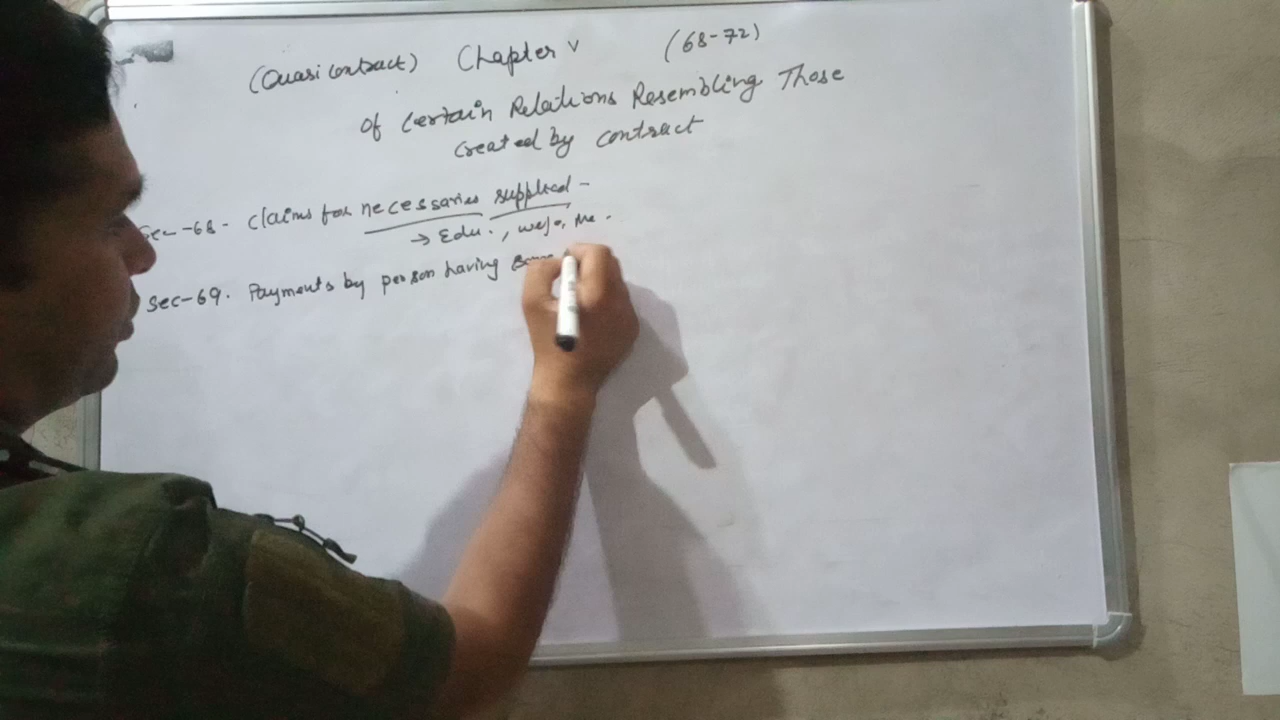 (Quasi contract) Chapter V (68-72)
Of Certain Relations Resembling Those
created by contract
Sec-68- Claims for necessaries supplied-
→ Edu., Me.
Sec-69. Payments by person having